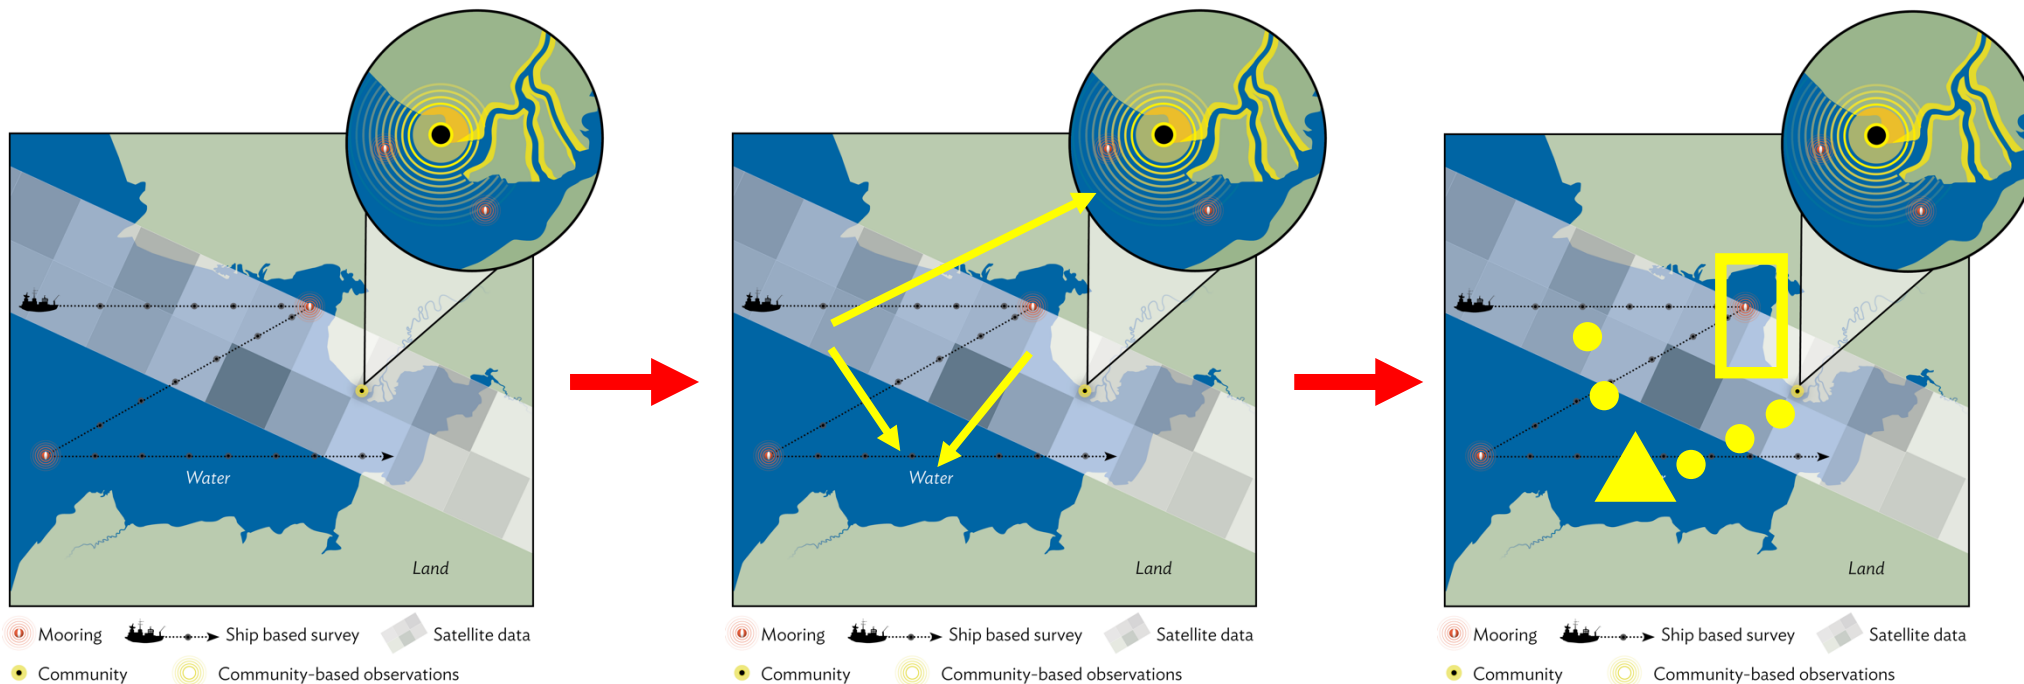 Water
Land
Mooring
Ship based survey
Satellite data
Community
Community-based observations
Water
Land
Mooring
Ship based survey
Satellite data
Community
Community-based observations
Land
Mooring
Ship based survey
Satellite data
Community
Community-based observations